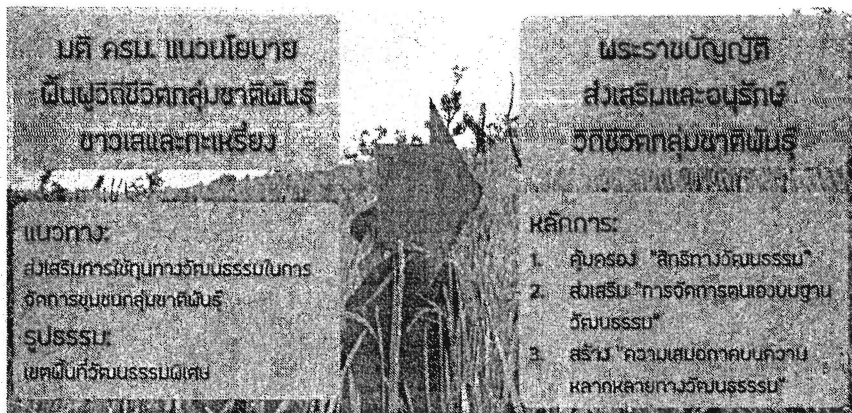 มติ ครม. แนวนโยบาย
ฟื้นฟูวิถีชีวิตกลุ่มชาติพันธุ์
ชาวเลและกะเหรี่ยง
แนวทาง:
ส่งเสริมการใช้ทุนทางวัฒนธรรมในการ
จัดการชุมชนกลุ่มชาติพันธุ์
รูปธรรม:
เขตพื้นที่วัฒนธรรมพิเศษ
พระราชบัญญัติ
ส่งเสริมและอนุรักษ์
วิถีชีวิตกลุ่มชาติพันธุ์
หลักการ:
1. คุ้มครอง "สิทธิทางวัฒนธรรม"
2. ส่งเสริม "การจัดการตนเองบนฐาน
วัฒนธรรม"
3. สร้าง "ความเสมอภาคบนความ
หลากหลายทางวัฒนธรรม"